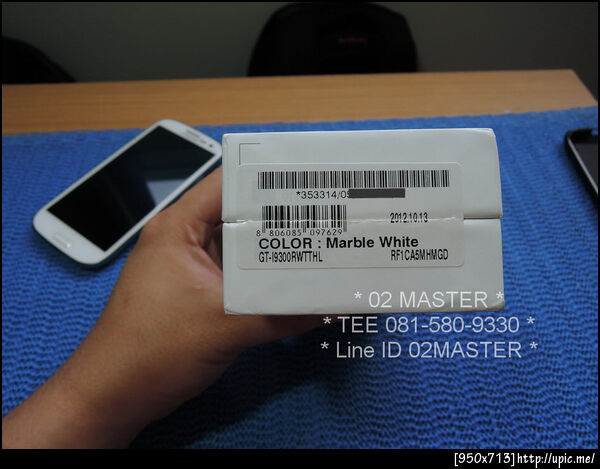 *353314/05
2012.10.13
8 806085 097629
COLOR : Marble White
GT-I9300RWTTHL RF1CA5MHMGD
* 02 MASTER *
* TEE 081-580-9330 *
* Line ID 02MASTER *
[950x713]http://upic.me/